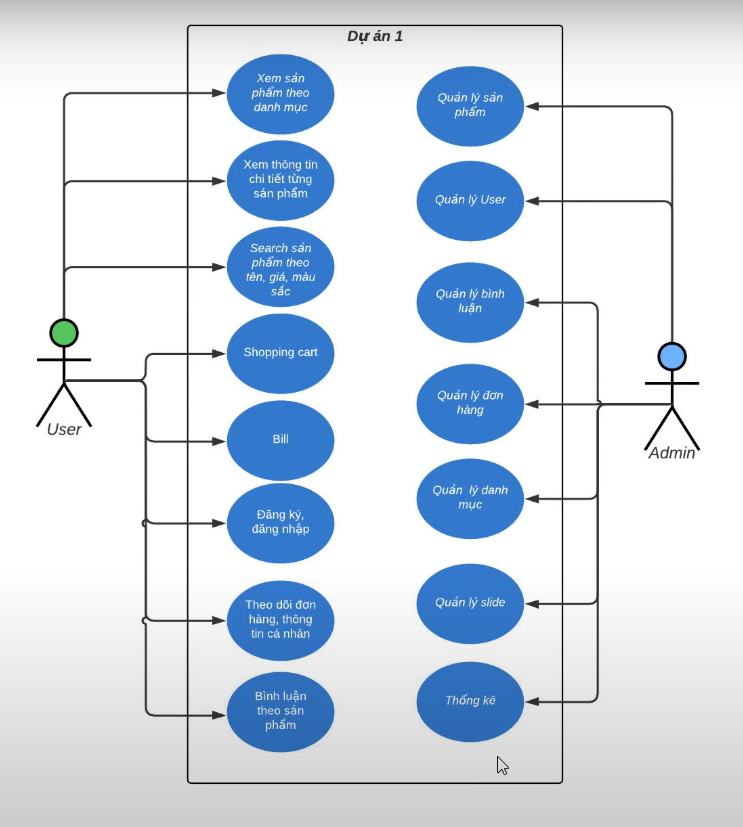 Dự án 1
Xem sản
phẩm theo
danh mục
Xem thông tin
chi tiết từng
sản phẩm
Search sản
phẩm theo
tên, giá, màu
sắc
Shopping cart
Bill
Đăng ký,
đăng nhập
Theo dõi đơn
hàng, thông
tin cá nhân
Bình luận
theo sản
phẩm
Quản lý sản
phẩm
Quản lý User
Quản lý bình
luận
Quản lý đơn
hàng
Quản lý danh
mục
Quản lý slide
Thống kê
User
Admin